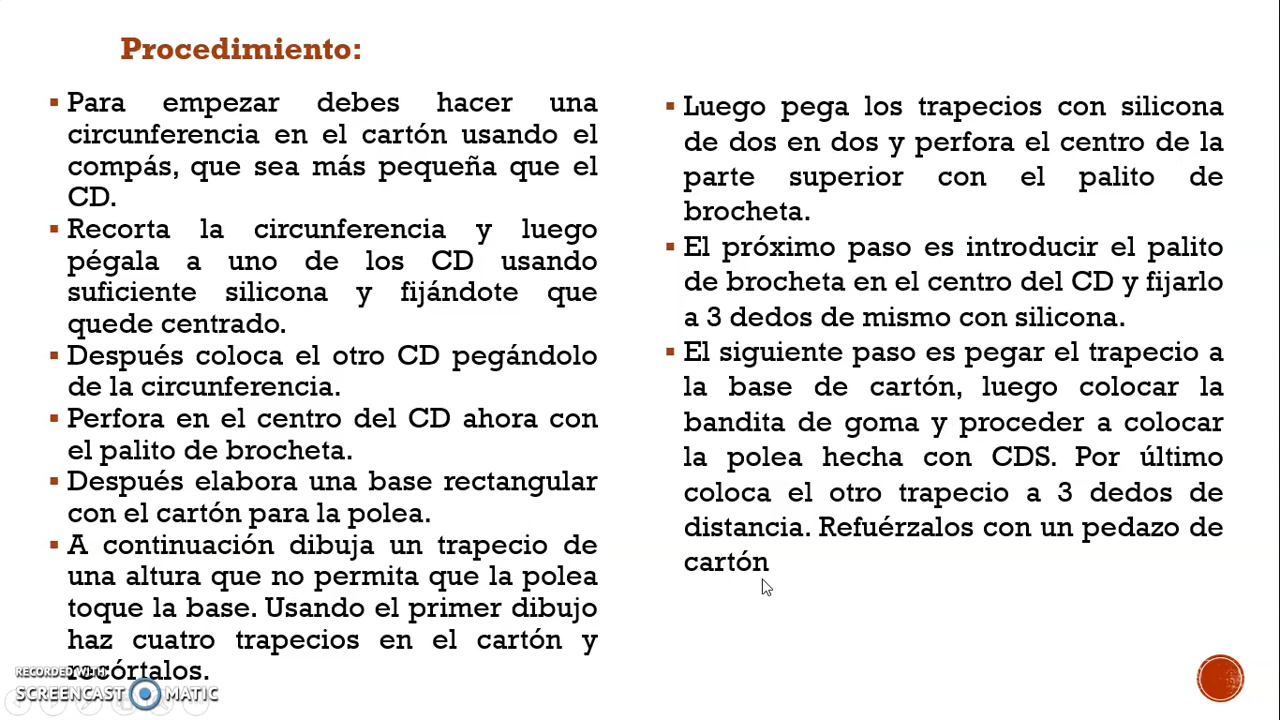 Procedimiento:
▪ Para empezar debes hacer una
circunferencia en el cartón usando el
compás, que sea más pequeña que el
CD.
▪ Recorta la circunferencia y luego
pégala a uno de los CD usando
suficiente silicona y fijándote que
quede centrado.
▪ Después coloca el otro CD pegándolo
de la circunferencia.
▪ Perfora en el centro del CD ahora con
el palito de brocheta.
▪ Después elabora una base rectangular
con el cartón para la polea.
▪ A continuación dibuja un trapecio de
una altura que no permita que la polea
toque la base. Usando el primer dibujo
haz cuatro trapecios en el cartón y
recórtalos.
▪ Luego pega los trapecios con silicona
de dos en dos y perfora el centro de la
parte superior con el palito de
brocheta.
▪ El próximo paso es introducir el palito
de brocheta en el centro del CD y fijarlo
a 3 dedos de mismo con silicona.
▪ El siguiente paso es pegar el trapecio a
la base de cartón, luego colocar la
bandita de goma y proceder a colocar
la polea hecha con CDS. Por último
coloca el otro trapecio a 3 dedos de
distancia. Refuérzalos con un pedazo de
cartón
RECORDED WITH
SCREENCAST MATIC